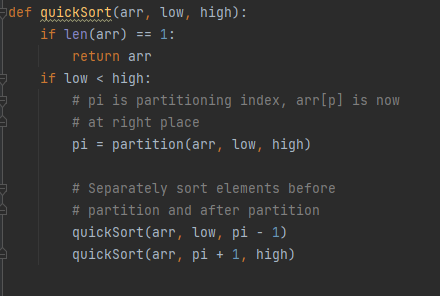 def quickSort(arr, low, high):
    if len(arr) == 1:
        return arr
    if low < high:
        # pi is partitioning index, arr[p] is now
        # at right place
        pi = partition(arr, low, high)

        # Separately sort elements before
        # partition and after partition
        quickSort(arr, low, pi - 1)
        quickSort(arr, pi + 1, high)